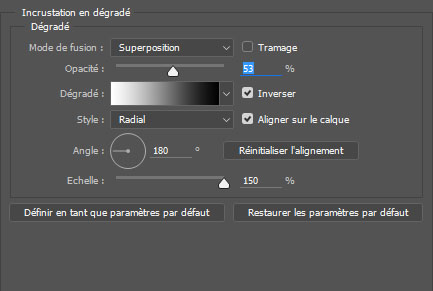 Incrustation en dégradé
Dégradé
Mode de fusion : Superposition Tramage
Opacité : 53 %
Dégradé : Inverser
Style : Radial Aligner sur le calque
Angle : 180 ° Réinitialiser l'alignement
Echelle : 150 %
Définir en tant que paramètres par défaut Restaurer les paramètres par défaut